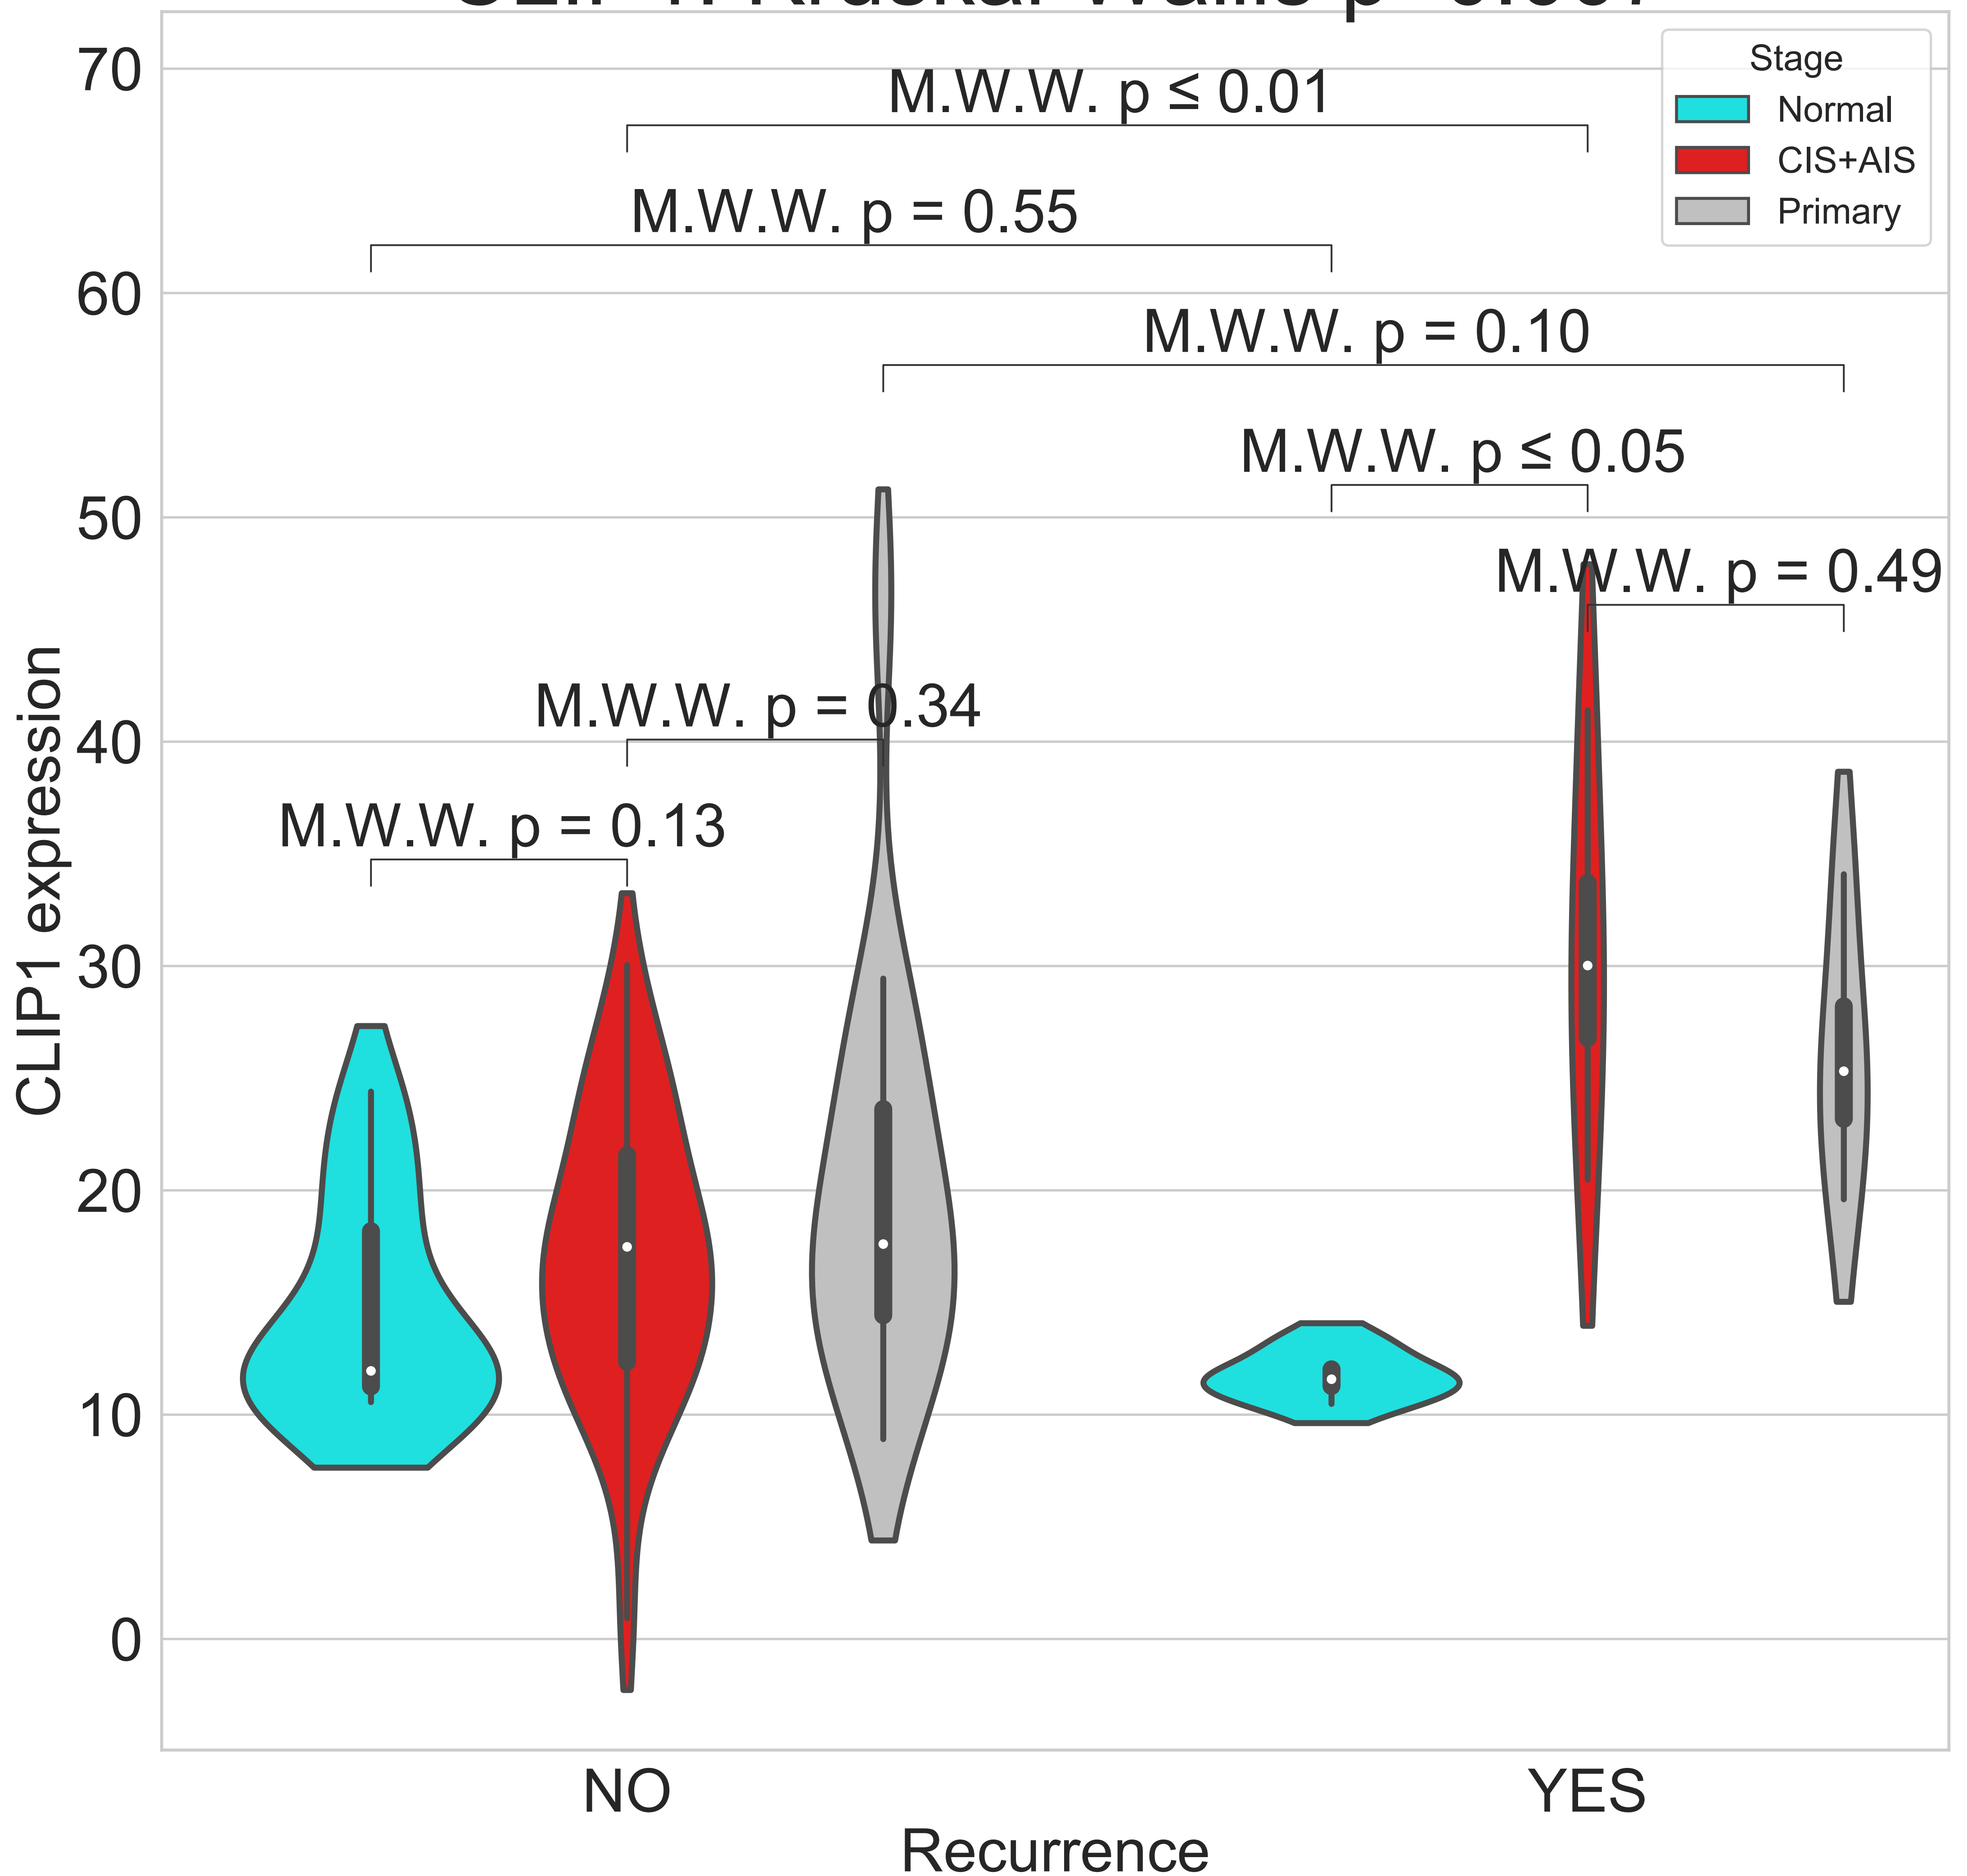 70
60
50
40
30
20
10
0
CLIP1 expression
M.W.W. p ≤ 0.01
M.W.W. p = 0.55
M.W.W. p = 0.10
M.W.W. p ≤ 0.05
M.W.W. p = 0.49
M.W.W. p = 0.34
M.W.W. p = 0.13
Stage
Normal
CIS+AIS
Primary
NO
YES
Recurrence